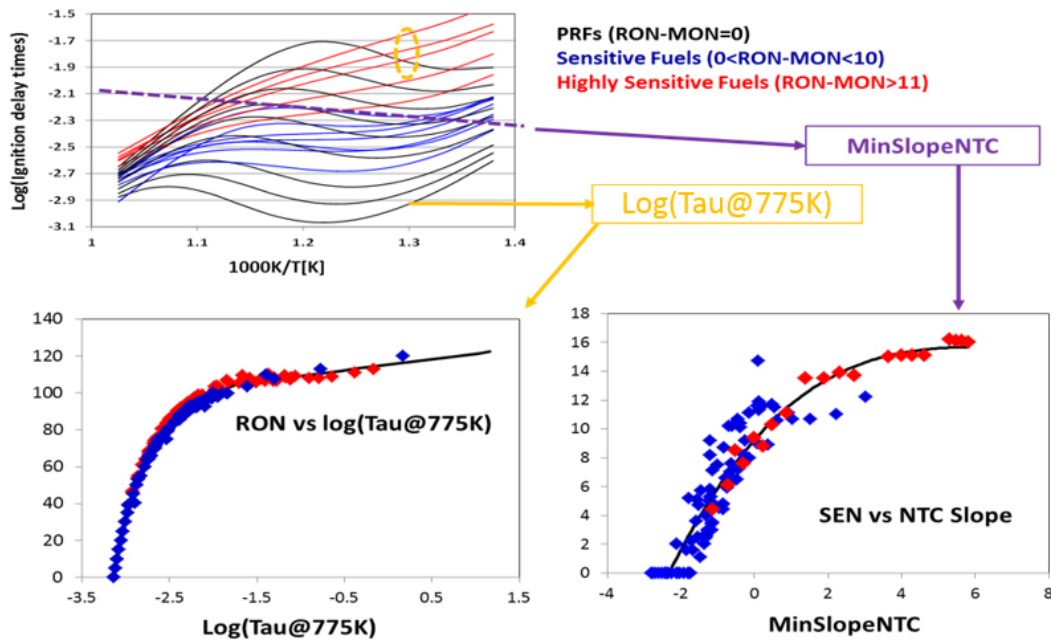 -1.5
-1.7
-1.9
-2.1
-2.3
-2.5
-2.7
-2.9
-3.1
Log(Ignition delay times)
1 1.1 1.2 1.3 1.4
1000K/T[K]
PRFs (RON-MON=0)
Sensitive Fuels (0<RON-MON<10)
Highly Sensitive Fuels (RON-MON>11)
MinSlopeNTC
Log(Tau@775K)
140
120
100
80
60
40
20
0
RON vs log(Tau@775K)
-3.5 -2.5 -1.5 -0.5 0.5 1.5
Log(Tau@775K)
18
16
14
12
10
8
6
4
2
0
SEN vs NTC Slope
-4 -2 0 2 4 6 8
MinSlopeNTC